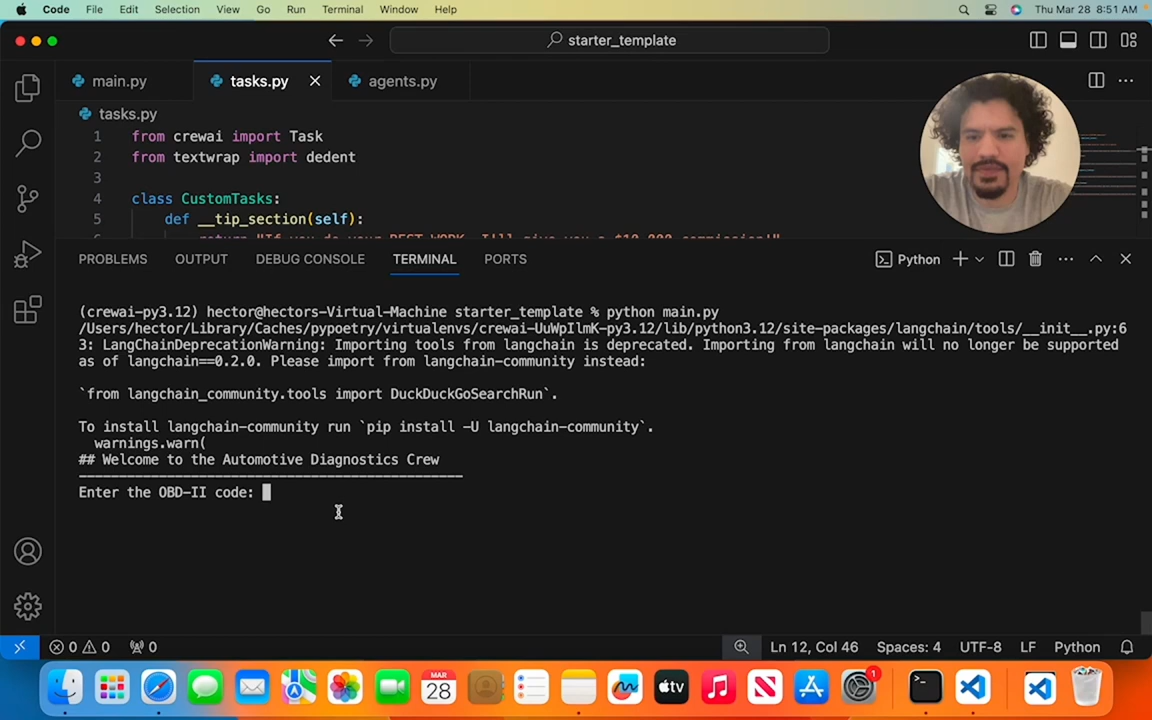 Code File Edit Selection View Go Run Terminal Window Help Thu Mar 28 8:51 AM
starter_template
main.py tasks.py agents.py
tasks.py
1 from crewai import Task
2 from textwrap import dedent
3
4 class CustomTasks:
5 def __tip_section(self):
PROBLEMS OUTPUT DEBUG CONSOLE TERMINAL PORTS Python
(crewai-py3.12) hector@hectors-Virtual-Machine starter_template % python main.py
/Users/hector/Library/Caches/pypoetry/virtualenvs/crewai-UuWpIlmK-py3.12/lib/python3.12/site-packages/langchain/tools/__init__.py:6
3: LangChainDeprecationWarning: Importing tools from langchain is deprecated. Importing from langchain will no longer be supported
as of langchain==0.2.0. Please import from langchain-community instead:
`from langchain_community.tools import DuckDuckGoSearchRun`.
To install langchain-community run `pip install -U langchain-community`.
warnings.warn(
## Welcome to the Automotive Diagnostics Crew
------------------------------------------------
Enter the OBD-II code:
0 0 0 Ln 12, Col 46 Spaces: 4 UTF-8 LF Python
MAR
28
tv
1